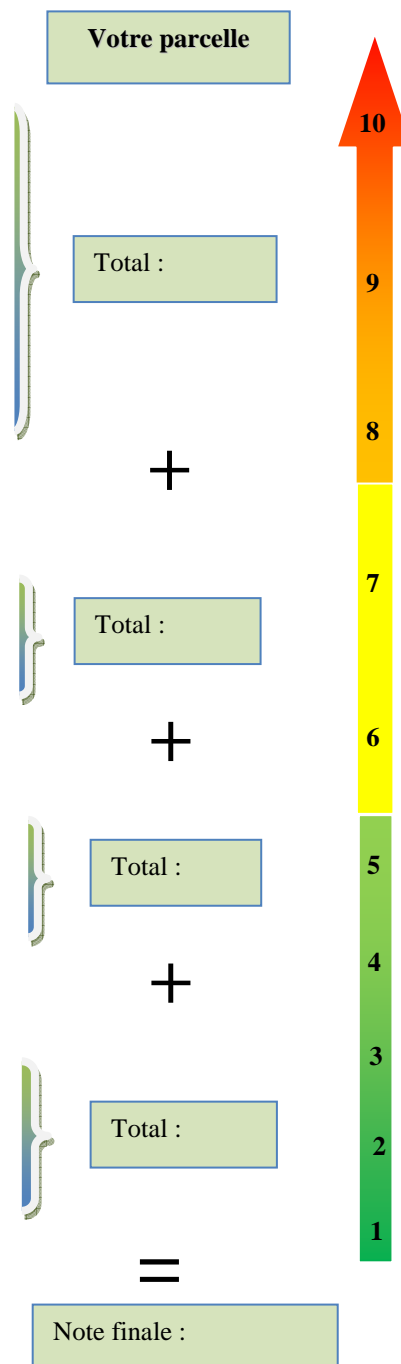 Votre parcelle
Total :
+
Total :
+
Total :
+
Total :
=
Note finale :
10
9
8
7
6
5
4
3
2
1